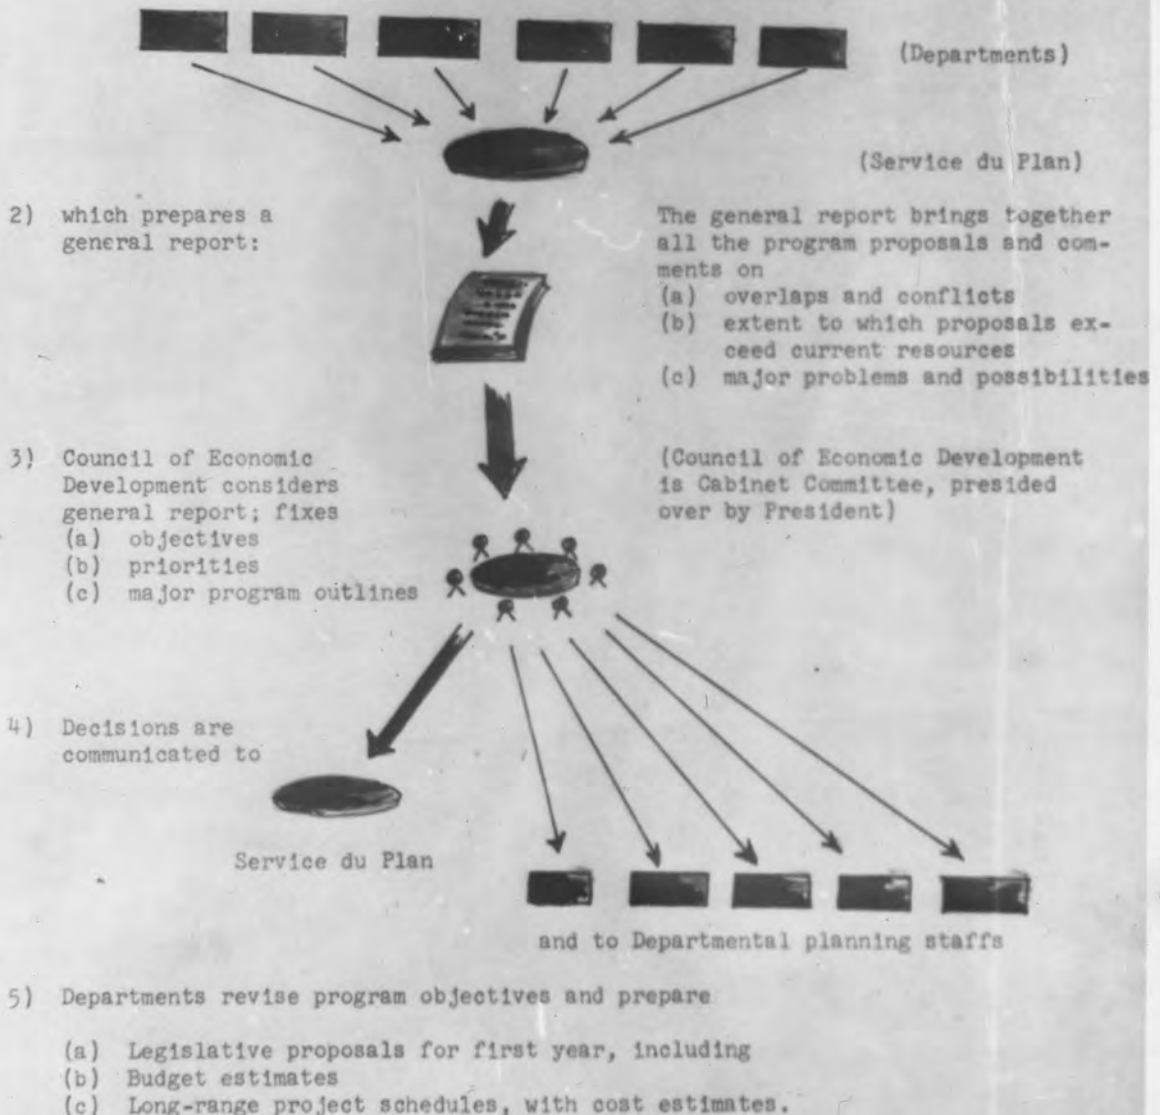 (Departments)
(Service du Plan)
2) which prepares a
general report:
The general report brings together
all the program proposals and com-
ments on
(a) overlaps and conflicts
(b) extent to which proposals ex-
ceed current resources
(c) major problems and possibilities
3) Council of Economic
Development considers
general report; fixes
(a) objectives
(b) priorities
(c) major program outlines
(Council of Economic Development
is Cabinet Committee, presided
over by President)
4) Decisions are
communicated to
Service du Plan
and to Departmental planning staffs
5) Departments revise program objectives and prepare
(a) Legislative proposals for first year, including
(b) Budget estimates
(c) Long-range project schedules, with cost estimates.